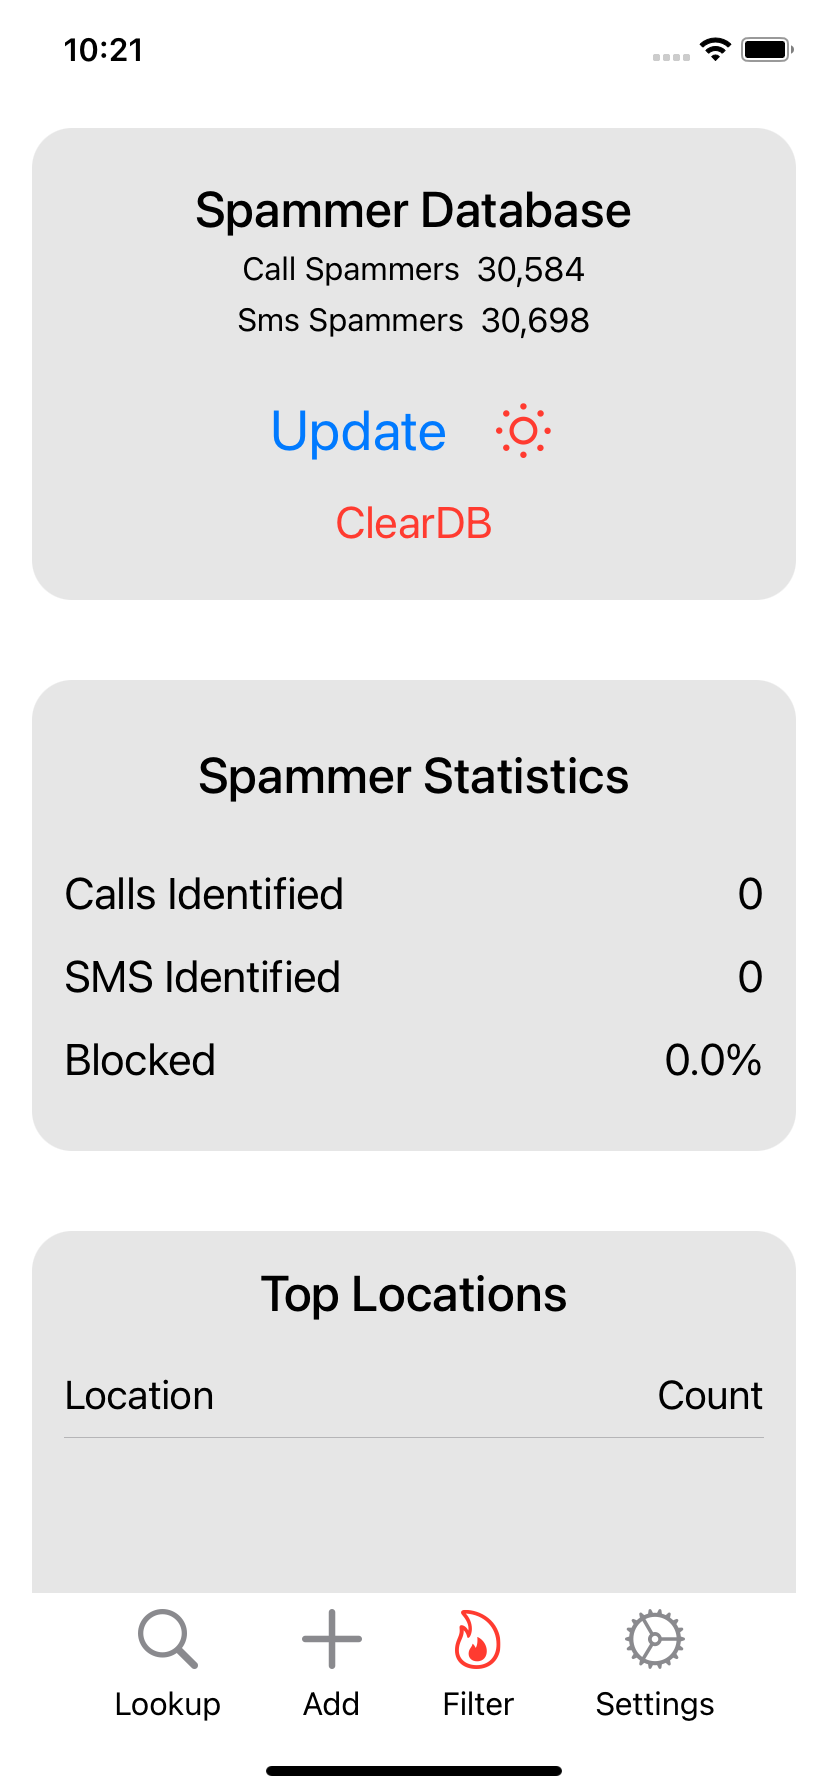 10:21
Spammer Database
Call Spammers 30,584
Sms Spammers 30,698
Update
ClearDB
Spammer Statistics
Calls Identified 0
SMS Identified 0
Blocked 0.0%
Top Locations
Location Count
Lookup Add Filter Settings